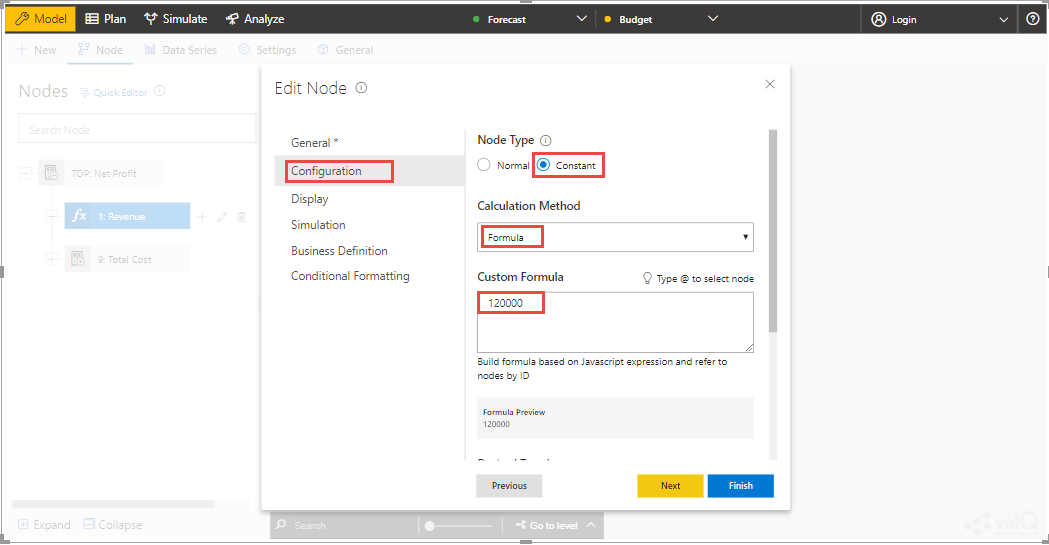 Model
Plan
Simulate
Analyze
Forecast
Budget
Login
New
Node
Data Series
Settings
General
Nodes
Quick Editor
Search Node
TOP: Net Profit
fx 1: Revenue
9: Total Cost
Expand
Collapse
Edit Node
General *
Configuration
Display
Simulation
Business Definition
Conditional Formatting
Node Type
Normal
Constant
Calculation Method
Formula
Custom Formula
Type @ to select node
120000
Build formula based on Javascript expression and refer to
nodes by ID
Formula Preview
120000
Previous
Next
Finish
Search
Go to level
valQ